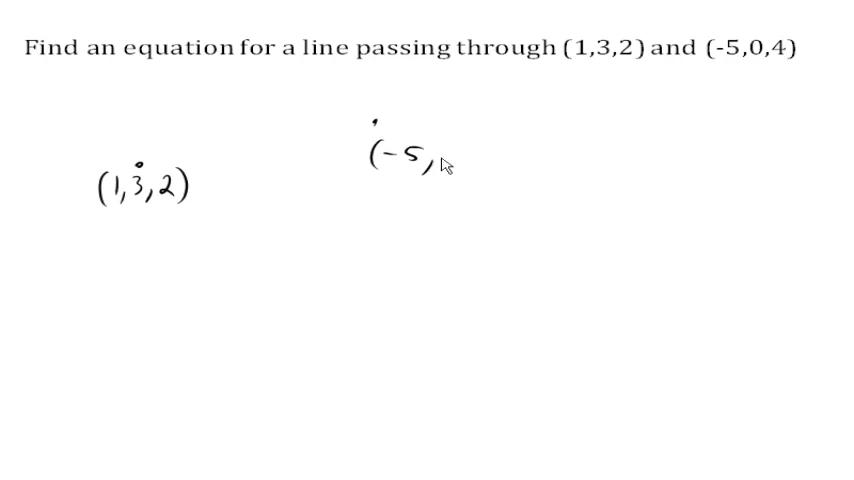 Find an equation for a line passing through (1,3,2) and (-5,0,4)
(-5,
(1,3,2)